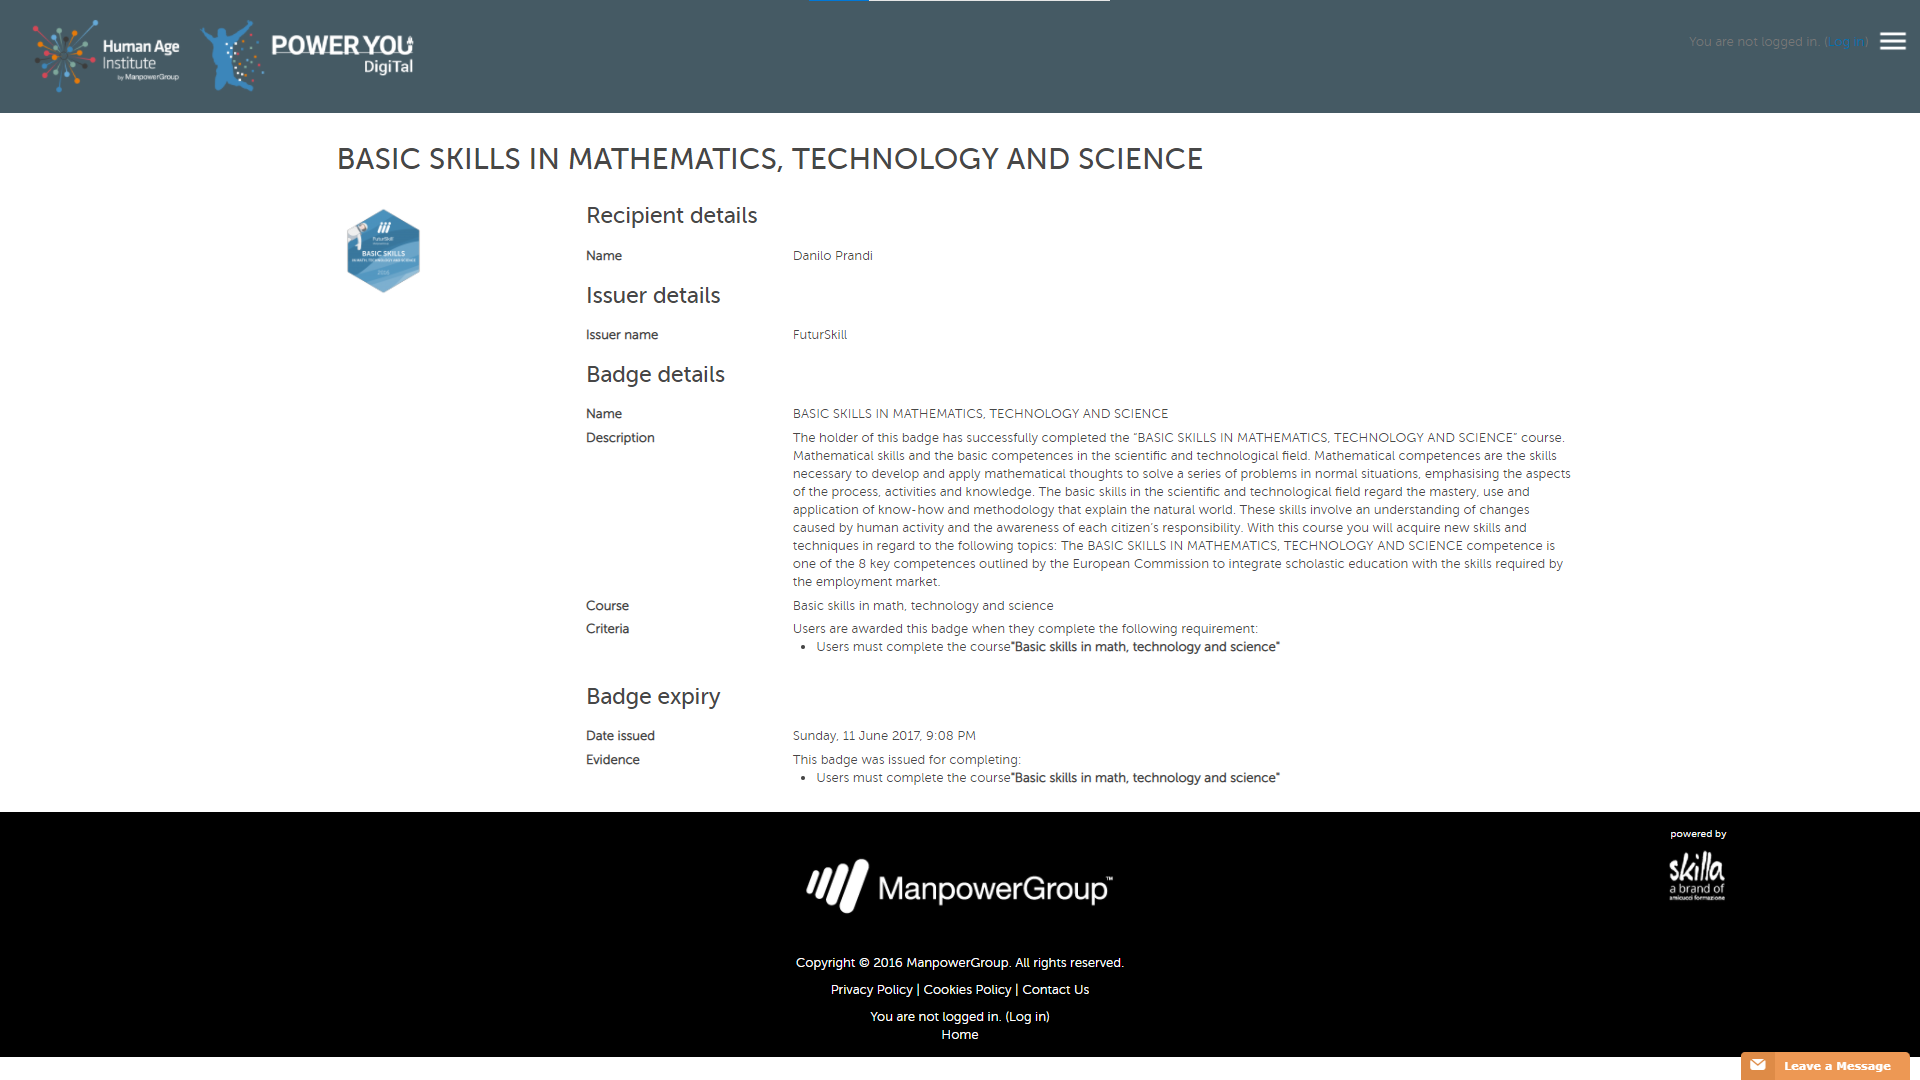 Human Age
Institute
by ManpowerGroup
POWER YOU
DigiTal
You are not logged in. (Log in)
BASIC SKILLS IN MATHEMATICS, TECHNOLOGY AND SCIENCE
FuturSkill
BASIC SKILLS
Recipient details
Name Danilo Prandi
Issuer details
Issuer name FuturSkill
Badge details
Name BASIC SKILLS IN MATHEMATICS, TECHNOLOGY AND SCIENCE
Description The holder of this badge has successfully completed the "BASIC SKILLS IN MATHEMATICS, TECHNOLOGY AND SCIENCE" course.
Mathematical skills and the basic competences in the scientific and technological field. Mathematical competences are the skills
necessary to develop and apply mathematical thoughts to solve a series of problems in normal situations, emphasising the aspects
of the process, activities and knowledge. The basic skills in the scientific and technological field regard the mastery, use and
application of know-how and methodology that explain the natural world. These skills involve an understanding of changes
caused by human activity and the awareness of each citizen's responsibility. With this course you will acquire new skills and
techniques in regard to the following topics: The BASIC SKILLS IN MATHEMATICS, TECHNOLOGY AND SCIENCE competence is
one of the 8 key competences outlined by the European Commission to integrate scholastic education with the skills required by
the employment market.
Course Basic skills in math, technology and science
Criteria Users are awarded this badge when they complete the following requirement:
• Users must complete the course"Basic skills in math, technology and science"
Badge expiry
Date issued Sunday, 11 June 2017, 9:08 PM
Evidence This badge was issued for completing:
• Users must complete the course"Basic skills in math, technology and science"
powered by
skilla
a brand of
amicucci formazione
ManpowerGroup™
Copyright © 2016 ManpowerGroup. All rights reserved.
Privacy Policy | Cookies Policy | Contact Us
You are not logged in. (Log in)
Home
Leave a Message